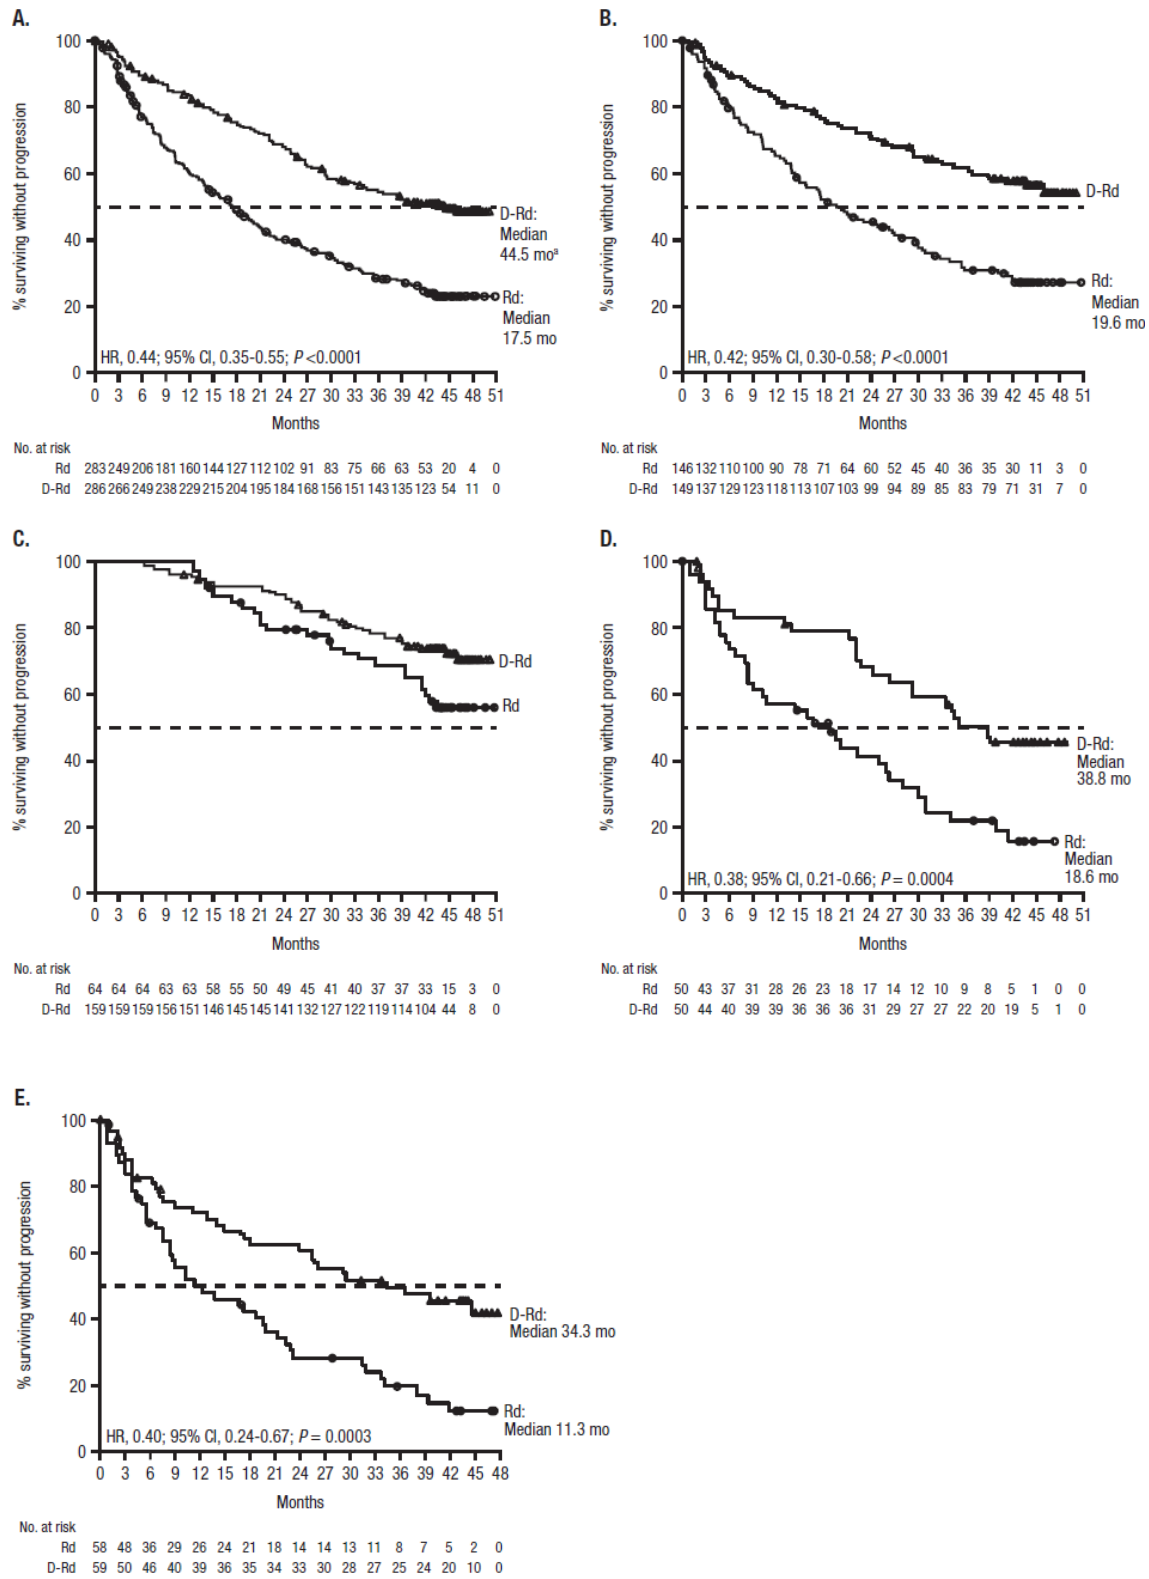 A.
% surviving without progression
100
80
60
40
20
0
D-Rd:
Median
44.5 moᵃ
Rd:
Median
17.5 mo
HR, 0.44; 95% CI, 0.35-0.55; P <0.0001
0 3 6 9 12 15 18 21 24 27 30 33 36 39 42 45 48 51
Months
No. at risk
Rd 283 249 206 181 160 144 127 112 102 91 83 75 66 63 53 20 4 0
D-Rd 286 266 249 238 229 215 204 195 184 168 156 151 143 135 123 54 11 0
B.
% surviving without progression
100
80
60
40
20
0
D-Rd
Rd:
Median
19.6 mo
HR, 0.42; 95% CI, 0.30-0.58; P <0.0001
0 3 6 9 12 15 18 21 24 27 30 33 36 39 42 45 48 51
Months
No. at risk
Rd 146 132 110 100 90 78 71 64 60 52 45 40 36 35 30 11 3 0
D-Rd 149 137 129 123 118 113 107 103 99 94 89 85 83 79 71 31 7 0
C.
% surviving without progression
100
80
60
40
20
0
D-Rd
Rd
0 3 6 9 12 15 18 21 24 27 30 33 36 39 42 45 48 51
Months
No. at risk
Rd 64 64 64 63 63 58 55 50 49 45 41 40 37 37 33 15 3 0
D-Rd 159 159 159 156 151 146 145 145 141 132 127 122 119 114 104 44 8 0
D.
% surviving without progression
100
80
60
40
20
0
D-Rd:
Median
38.8 mo
Rd:
Median
18.6 mo
HR, 0.38; 95% CI, 0.21-0.66; P = 0.0004
0 3 6 9 12 15 18 21 24 27 30 33 36 39 42 45 48 51
Months
No. at risk
Rd 50 43 37 31 28 26 23 18 17 14 12 10 9 8 5 1 0 0
D-Rd 50 44 40 39 39 36 36 36 31 29 27 27 22 20 19 5 1 0
E.
% surviving without progression
100
80
60
40
20
0
D-Rd:
Median 34.3 mo
Rd:
Median 11.3 mo
HR, 0.40; 95% CI, 0.24-0.67; P = 0.0003
0 3 6 9 12 15 18 21 24 27 30 33 36 39 42 45 48
Months
No. at risk
Rd 58 48 36 29 26 24 21 18 14 14 13 11 8 7 5 2 0
D-Rd 59 50 46 40 39 36 35 34 33 30 28 27 25 24 20 10 0